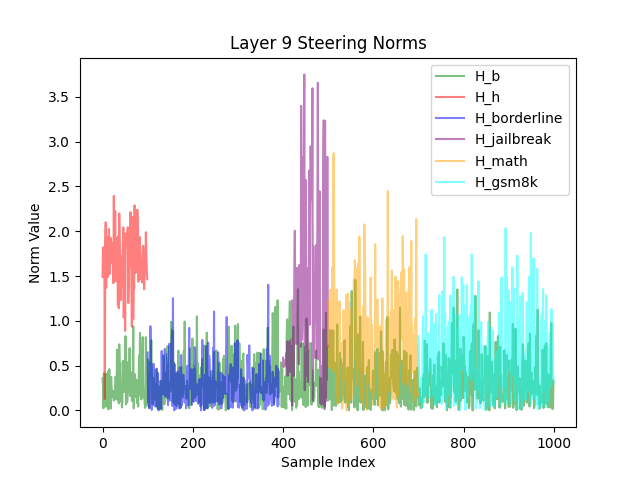 Layer 9 Steering Norms
H_b
H_h
H_borderline
H_jailbreak
H_math
H_gsm8k
Norm Value
3.5
3.0
2.5
2.0
1.5
1.0
0.5
0.0
0
200
400
600
800
1000
Sample Index